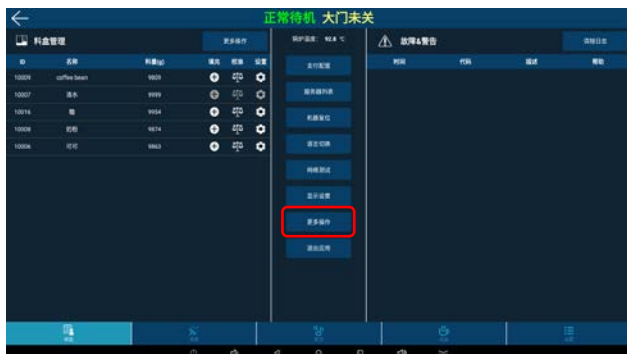 正常待机 大门未关
料盒管理 更多操作
锅炉温度: 92.8 ℃
故障&警告 清除日志
ID 名称 料量(g) 填充 校准 设置
10009 coffee bean 9809
10007 清水 9999
10016 糖 9954
10008 奶粉 9874
10006 可可 9863
支付配置
服务器列表
机器复位
语言切换
网络测试
显示设置
更多操作
退出应用
时间 代码 描述 帮助